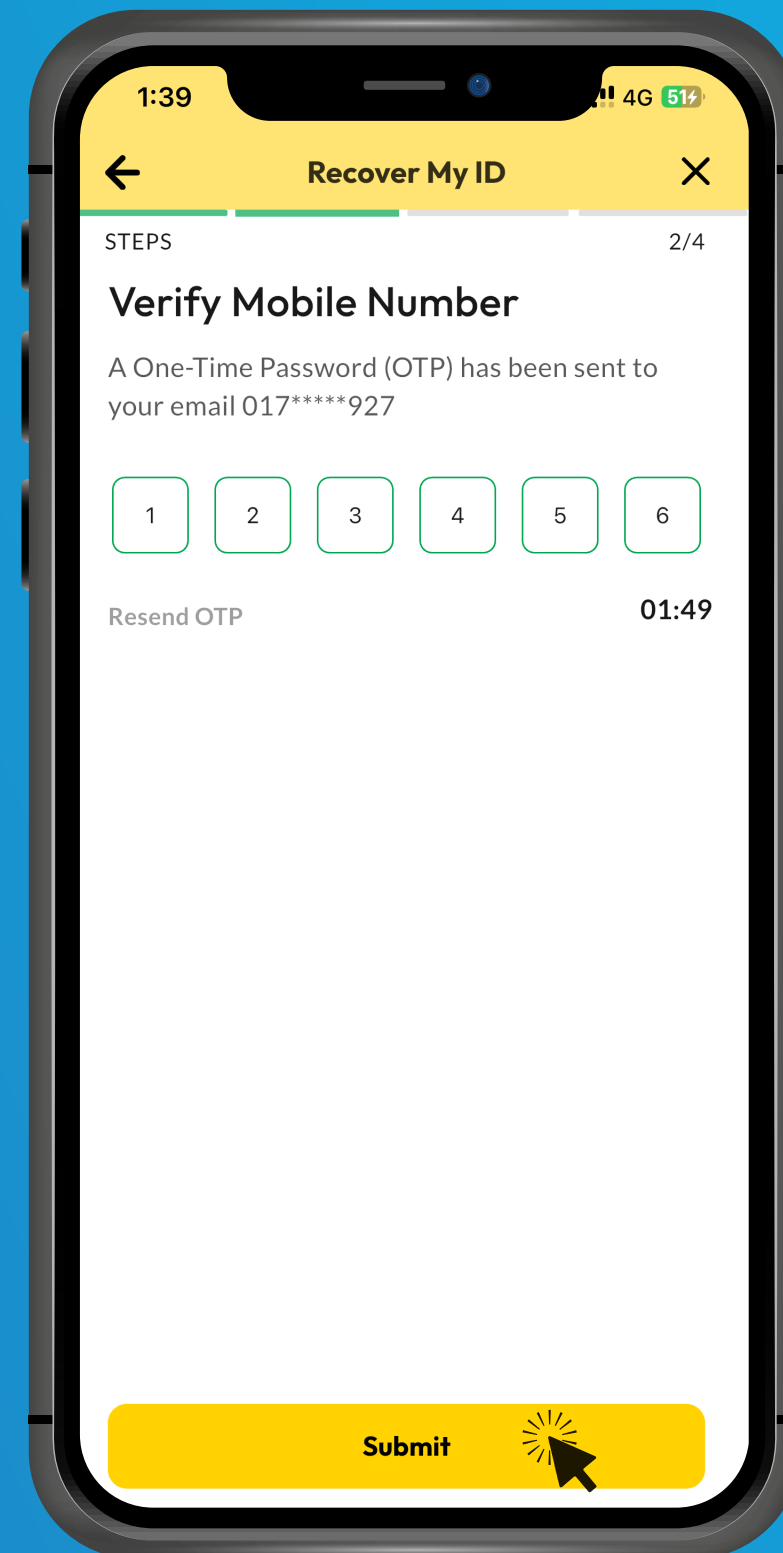 1:39 4G 51
Recover My ID
STEPS 2/4
Verify Mobile Number
A One-Time Password (OTP) has been sent to
your email 017*****927
1 2 3 4 5 6
Resend OTP 01:49
Submit